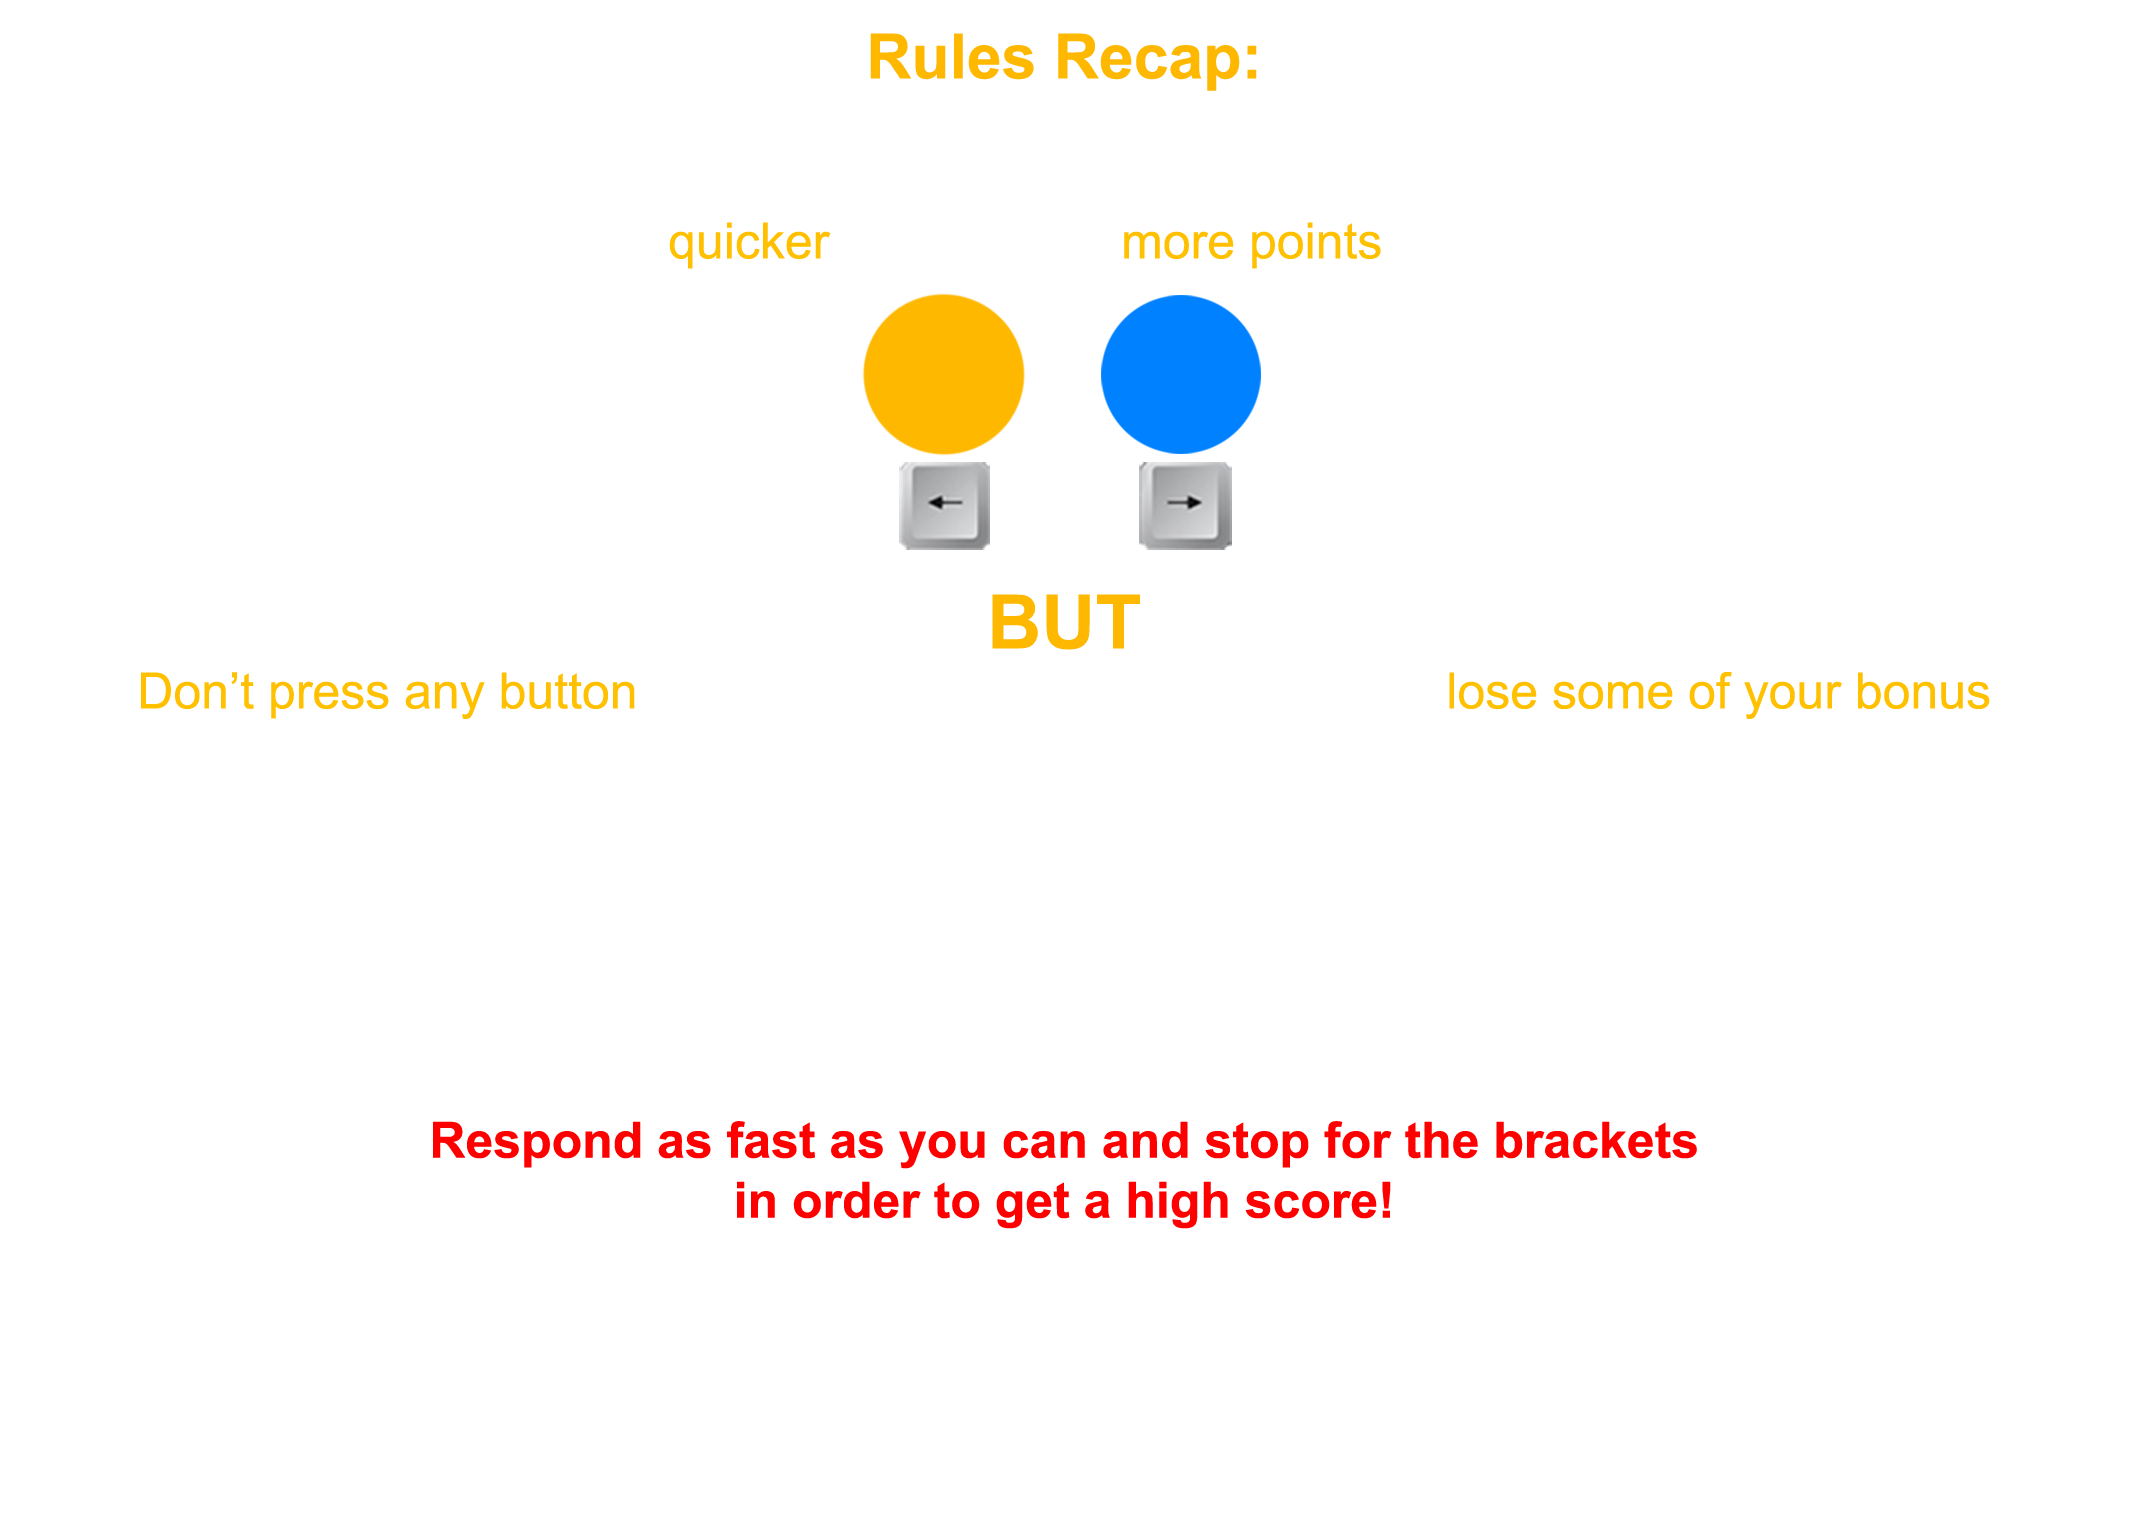 Rules Recap:
quicker more points
BUT
Don’t press any button lose some of your bonus
Respond as fast as you can and stop for the brackets
in order to get a high score!